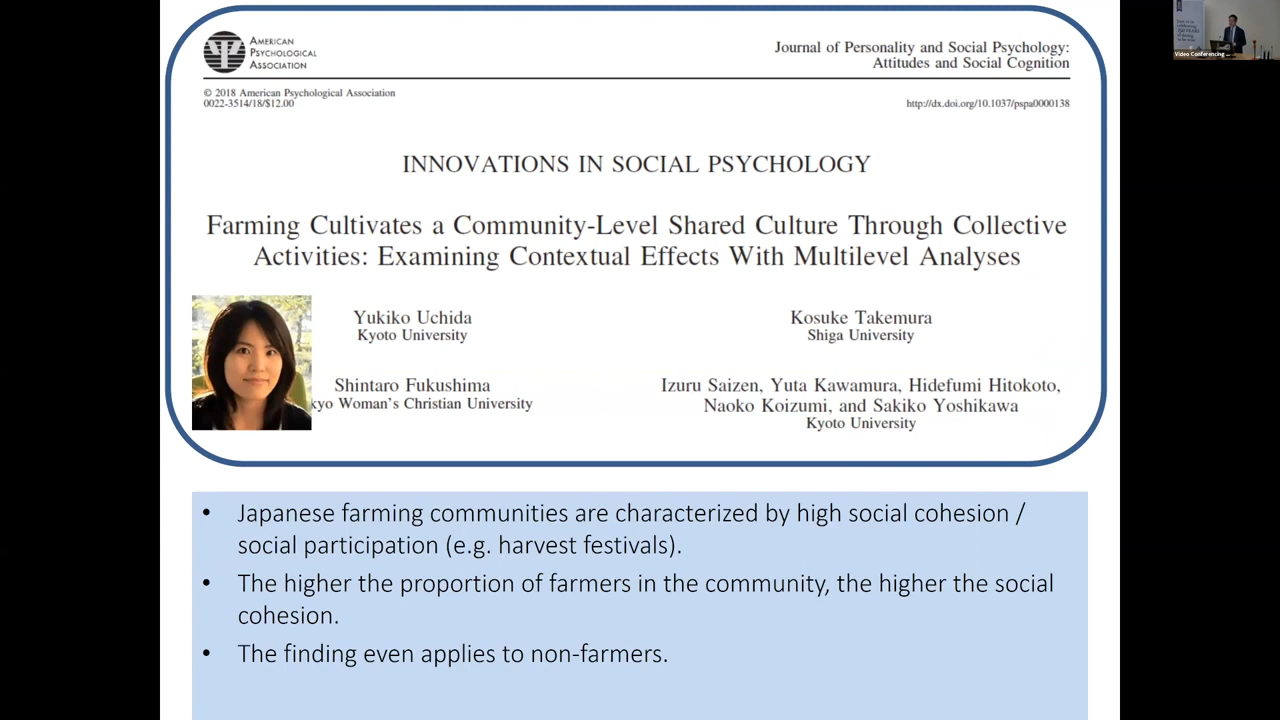 AMERICAN
PSYCHOLOGICAL
ASSOCIATION
Journal of Personality and Social Psychology:
Attitudes and Social Cognition
© 2018 American Psychological Association
0022-3514/18/$12.00
http://dx.doi.org/10.1037/pspa0000138
INNOVATIONS IN SOCIAL PSYCHOLOGY
Farming Cultivates a Community-Level Shared Culture Through Collective
Activities: Examining Contextual Effects With Multilevel Analyses
Yukiko Uchida
Kyoto University
Kosuke Takemura
Shiga University
Shintaro Fukushima
kyo Woman's Christian University
Izuru Saizen, Yuta Kawamura, Hidefumi Hitokoto,
Naoko Koizumi, and Sakiko Yoshikawa
Kyoto University
• Japanese farming communities are characterized by high social cohesion /
social participation (e.g. harvest festivals).
• The higher the proportion of farmers in the community, the higher the social
cohesion.
• The finding even applies to non-farmers.
Video Conferencing ...